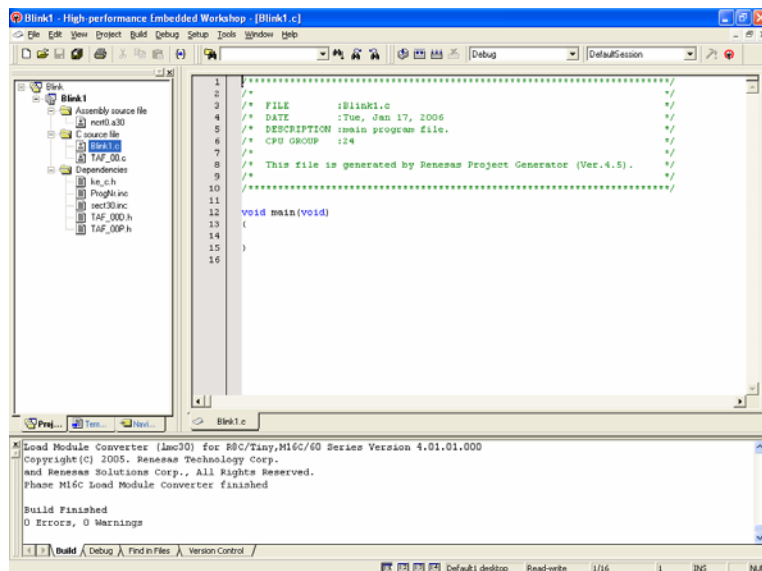 Blink1 - High-performance Embedded Workshop - [Blink1.c]
File Edit View Project Build Debug Setup Tools Window Help
Debug DefaultSession
Blink
Blink1
Assembly source file
ncrt0.a30
C source file
Blink1.c
TAF_00.c
Dependencies
sect30.inc
TAF_00D.h
TAF_00P.h
1 /***********************************************************************/
2 /* */
3 /* FILE :Blink1.c */
4 /* DATE :Tue, Jan 17, 2006 */
5 /* DESCRIPTION :main program file. */
6 /* CPU GROUP :24 */
7 /* */
8 /* This file is generated by Renesas Project Generator (Ver.4.5). */
9 /* */
10 /***********************************************************************/
11
12 void main(void)
13 {
14
15 }
16
Proj... Tem... Navi...
Blink1.c
Load Module Converter (lmc30) for R8C/Tiny,M16C/60 Series Version 4.01.01.000
Copyright(C) 2005. Renesas Technology Corp.
and Renesas Solutions Corp., All Rights Reserved.
Phase M16C Load Module Converter finished
Build Finished
0 Errors, 0 Warnings
Build Debug Find in Files Version Control
Default1 desktop Read-write 1/16 1 INS NU